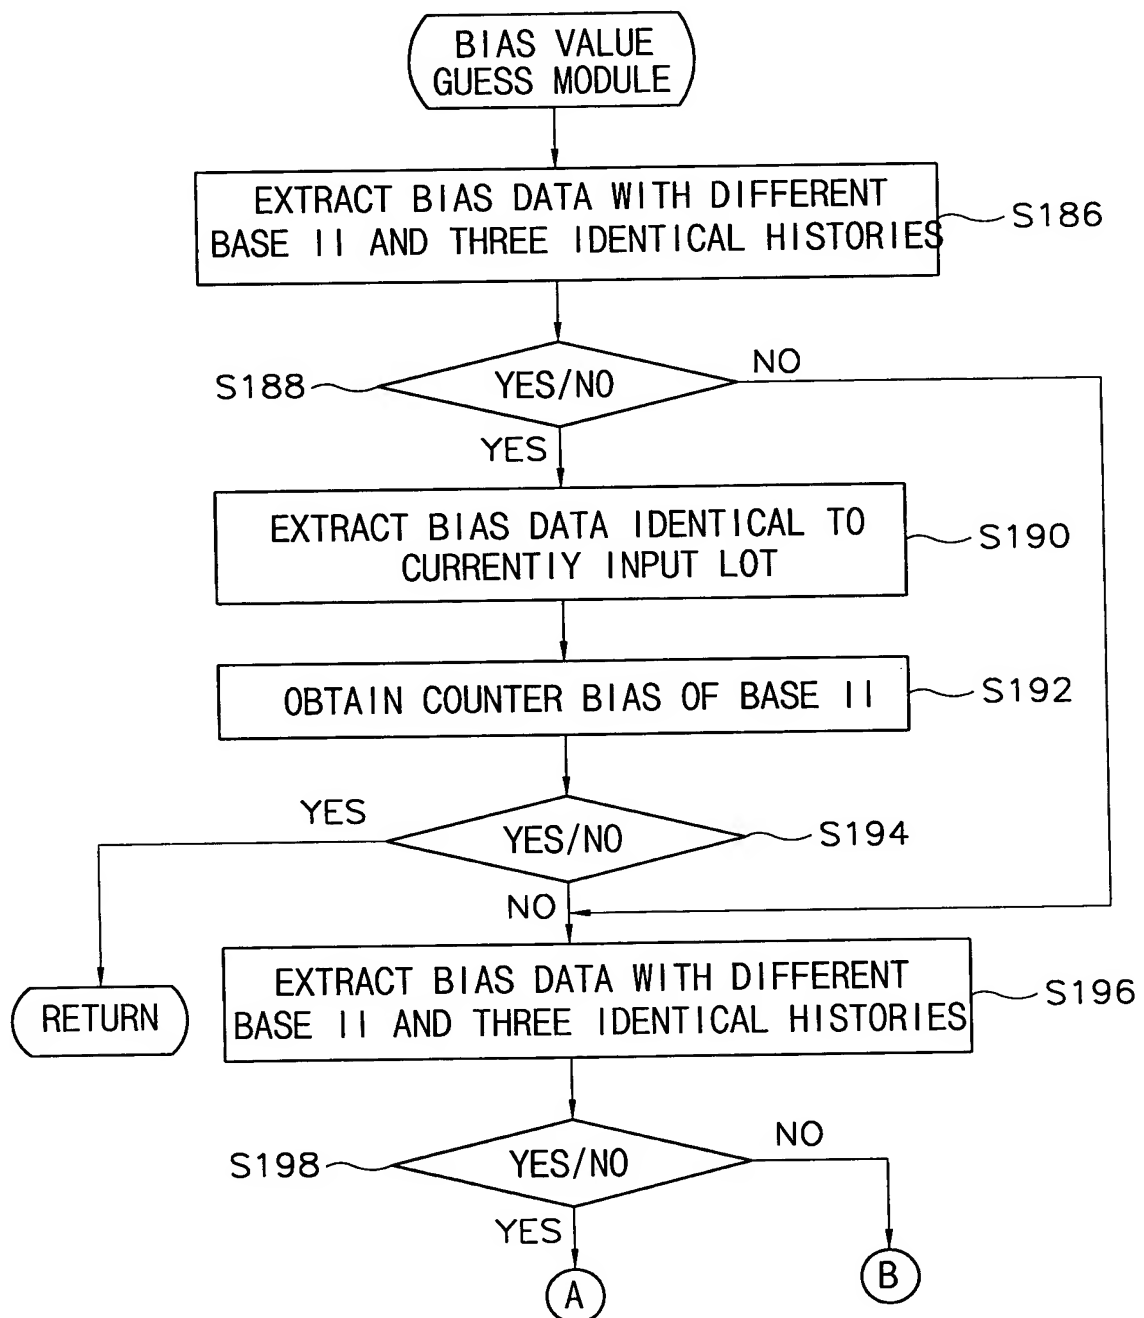 BIAS VALUE
GUESS MODULE
EXTRACT BIAS DATA WITH DIFFERENT
BASE II AND THREE IDENTICAL HISTORIES
S186
S188
YES/NO
NO
YES
EXTRACT BIAS DATA IDENTICAL TO
CURRENTIY INPUT LOT
S190
OBTAIN COUNTER BIAS OF BASE II
S192
YES
YES/NO
S194
NO
RETURN
EXTRACT BIAS DATA WITH DIFFERENT
BASE II AND THREE IDENTICAL HISTORIES
S196
S198
YES/NO
NO
YES
A
B